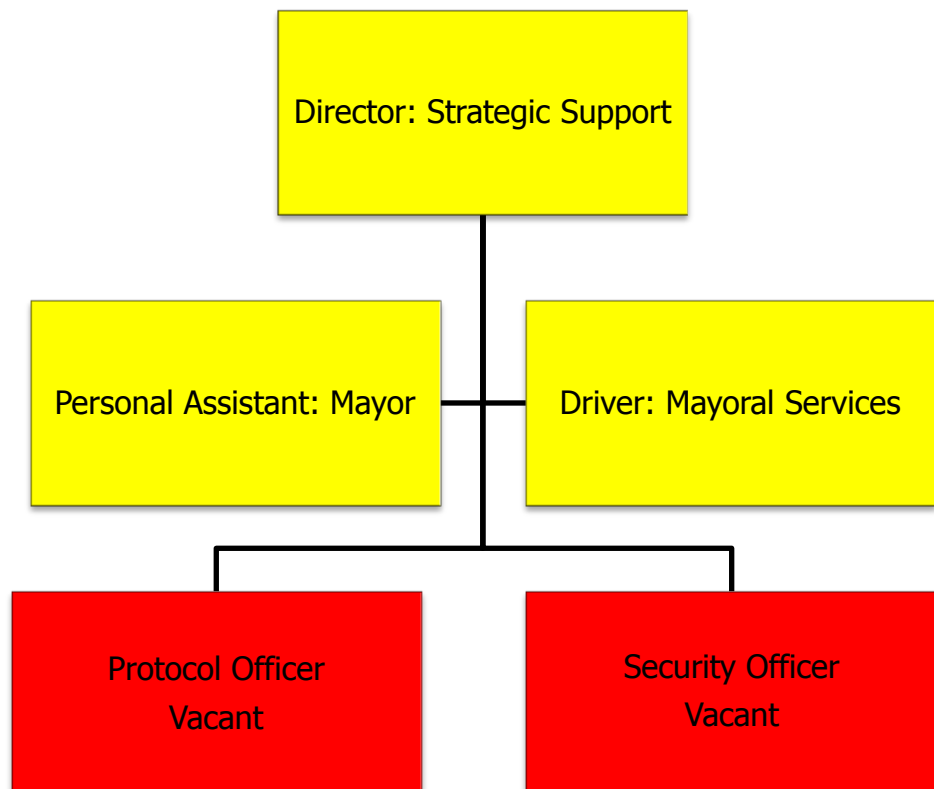 Director: Strategic Support
Personal Assistant: Mayor
Driver: Mayoral Services
Protocol Officer
Vacant
Security Officer
Vacant